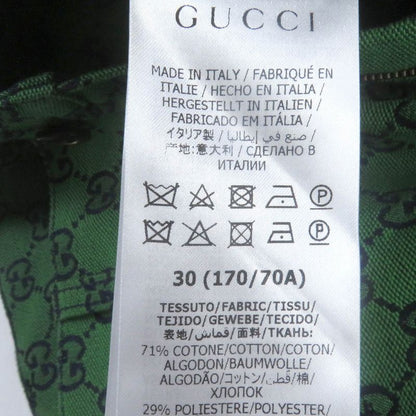 GUCCI
MADE IN ITALY / FABRIQUÉ EN
ITALIE / HECHO EN ITALIA /
HERGESTELLT IN ITALIEN /
FABRICADO EM ITÁLIA /
イタリア製 / صنع في إيطاليا /
产地:意大利 / СДЕЛАНО В
ИТАЛИИ
P
P
30 (170/70A)
TESSUTO/FABRIC/TISSU/
TEJIDO/GEWEBE/TECIDO/
表地/قماش/面料/ТКАНЬ:
71% COTONE/COTTON/COTON/
ALGODON/BAUMWOLLE/
ALGODÃO/コットン/قطن/棉/
ХЛОПОК
29% POLIESTERE/POLYEST